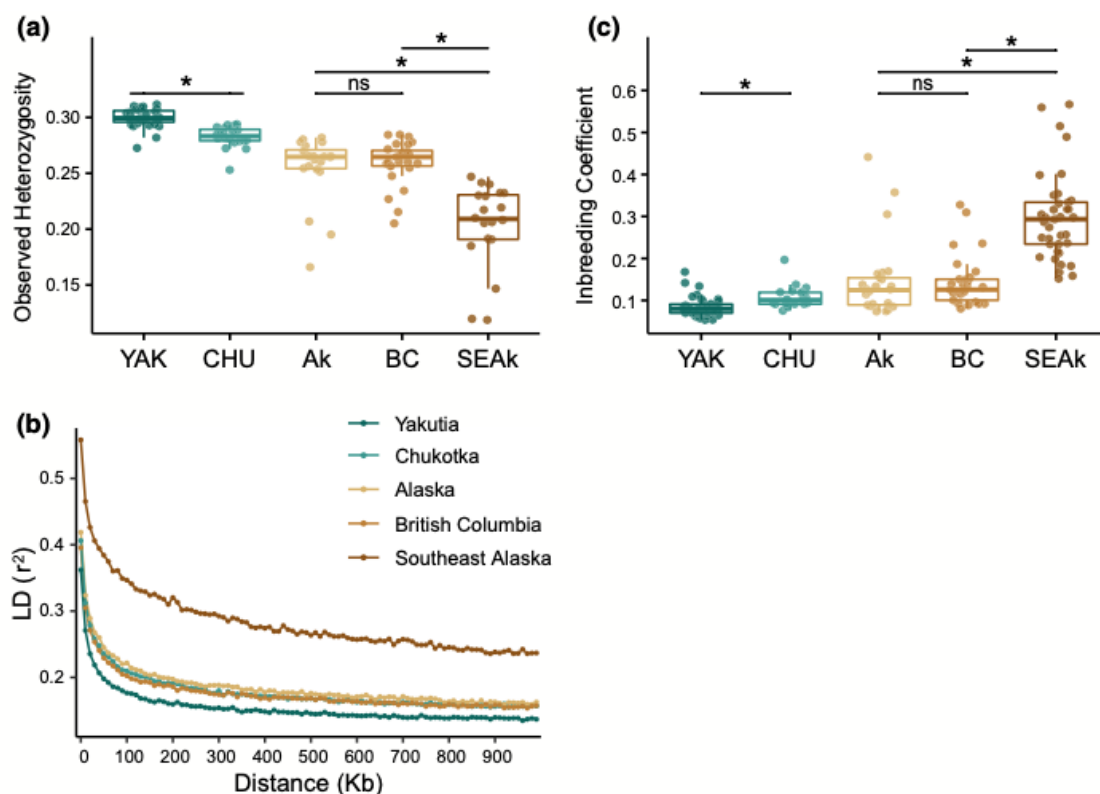 (a)
*
*
*
ns
Observed Heterozygosity
0.30
0.25
0.20
0.15
YAK CHU Ak BC SEAk
(c)
*
*
*
ns
Inbreeding Coefficient
0.6
0.5
0.4
0.3
0.2
0.1
YAK CHU Ak BC SEAk
(b)
Yakutia
Chukotka
Alaska
British Columbia
Southeast Alaska
LD (r²)
0.5
0.4
0.3
0.2
0 100 200 300 400 500 600 700 800 900
Distance (Kb)